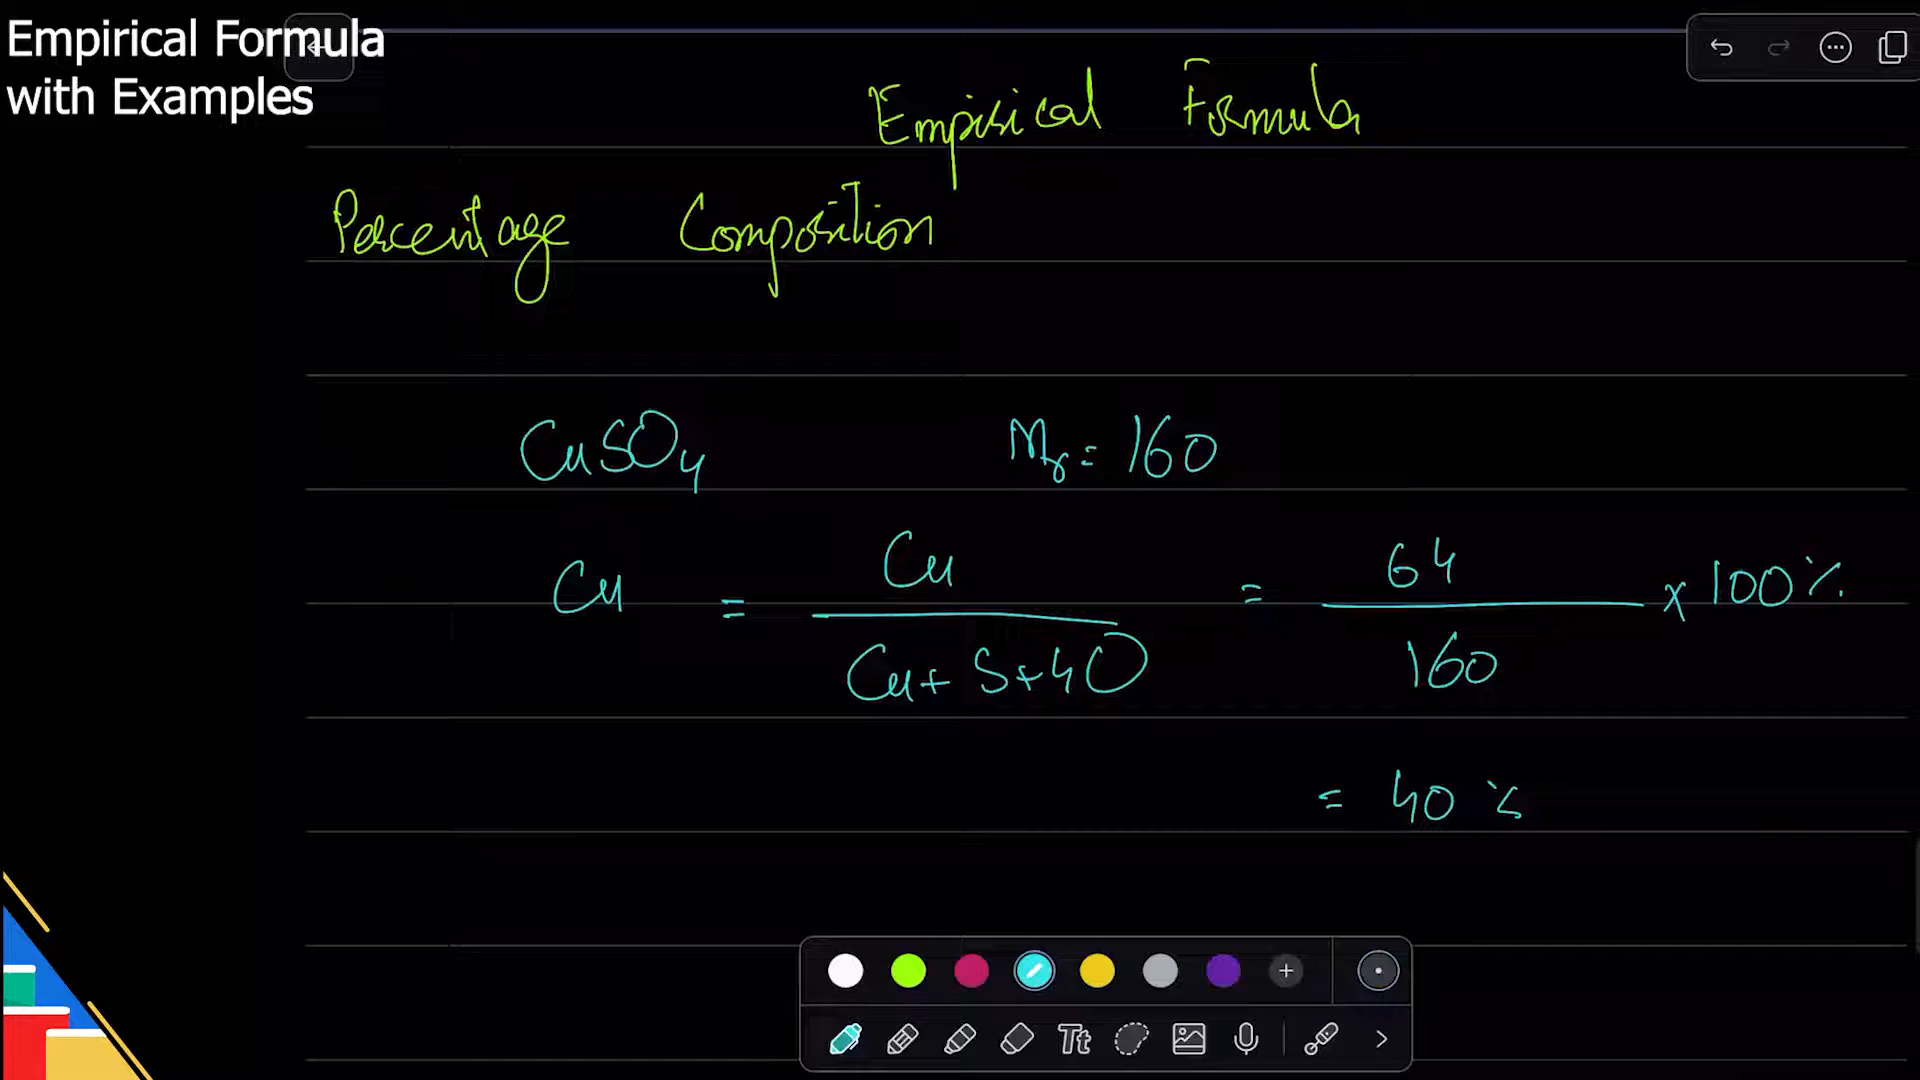 Empirical Formula
with Examples
Empirical Formula
Percentage Composition
CuSO₄ Mr = 160
Cu = Cu / Cu + S + 4O = 64 / 160 x 100%
= 40 %
Tt